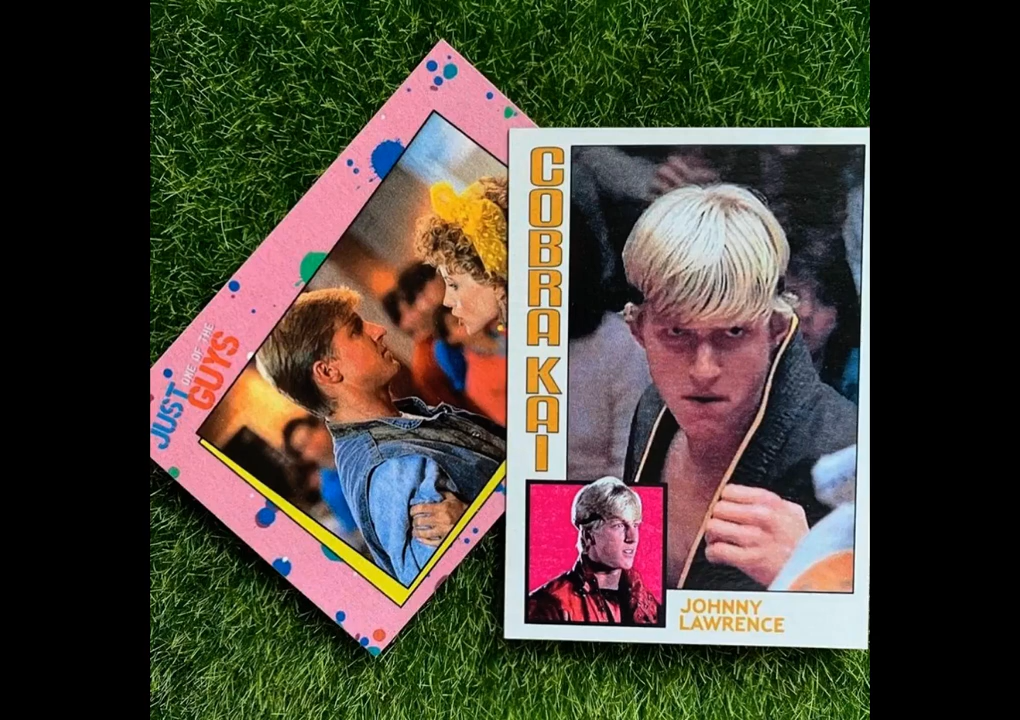 JUST
ONE OF THE
GUYS
COBRA KAI
JOHNNY
LAWRENCE